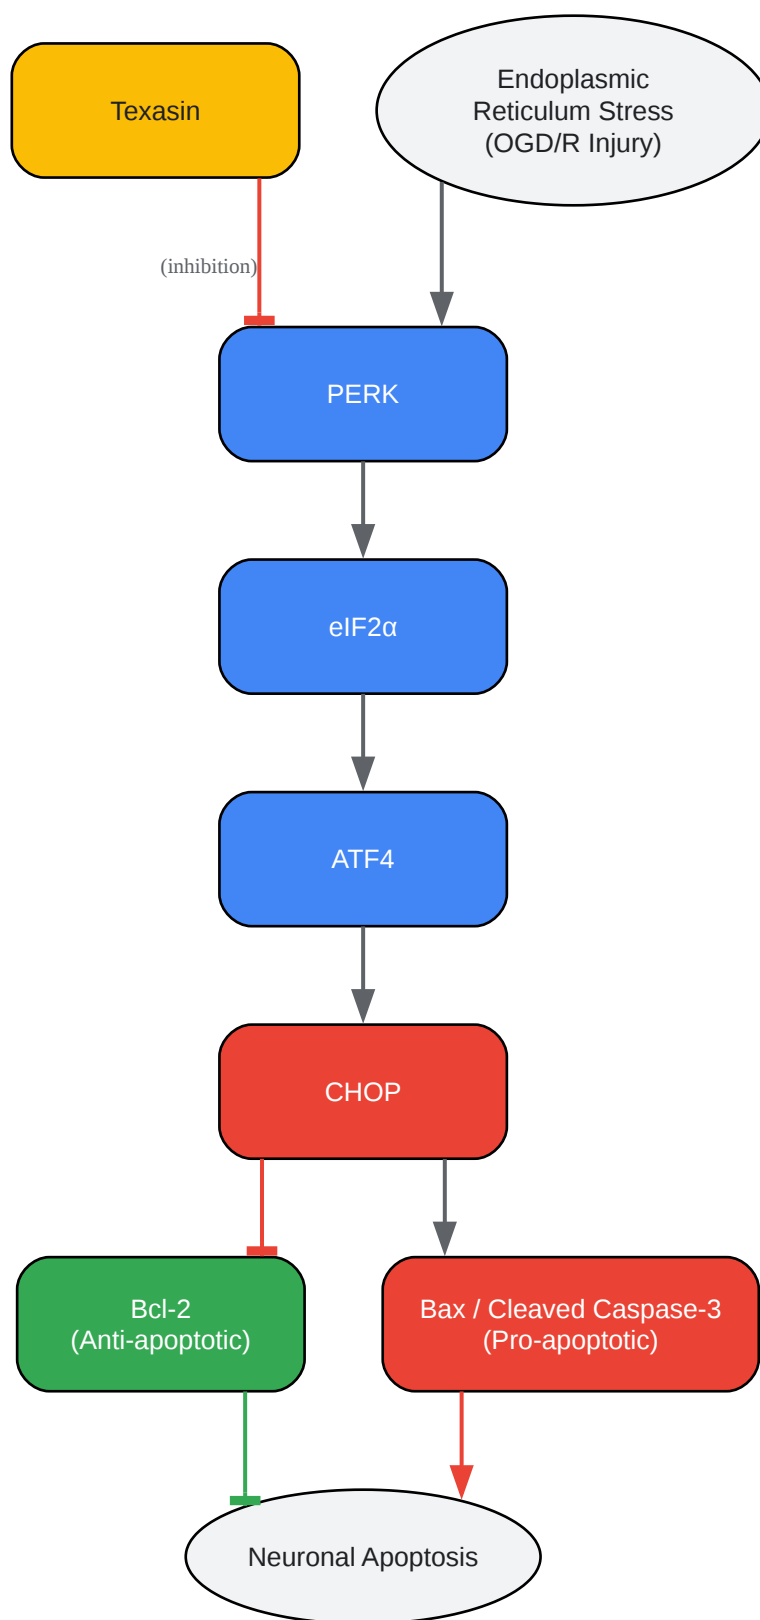 Texasin
Endoplasmic
Reticulum Stress
(OGD/R Injury)
(inhibition)
PERK
eIF2α
ATF4
CHOP
Bcl-2
(Anti-apoptotic)
Bax / Cleaved Caspase-3
(Pro-apoptotic)
Neuronal Apoptosis